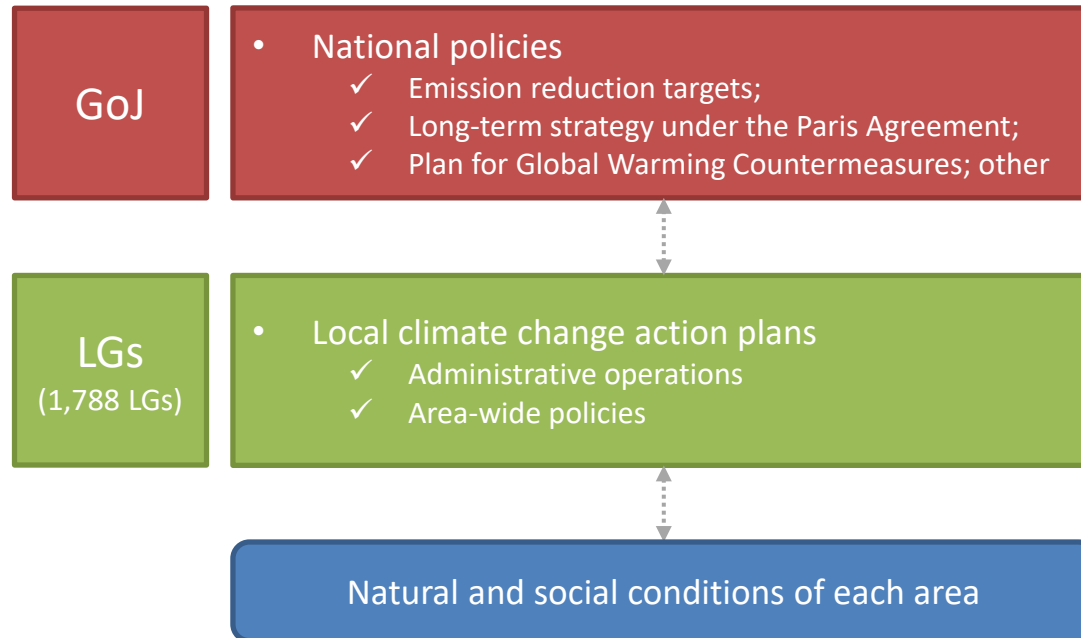 GoJ
• National policies
✓ Emission reduction targets;
✓ Long-term strategy under the Paris Agreement;
✓ Plan for Global Warming Countermeasures; other
LGs
(1,788 LGs)
• Local climate change action plans
✓ Administrative operations
✓ Area-wide policies
Natural and social conditions of each area